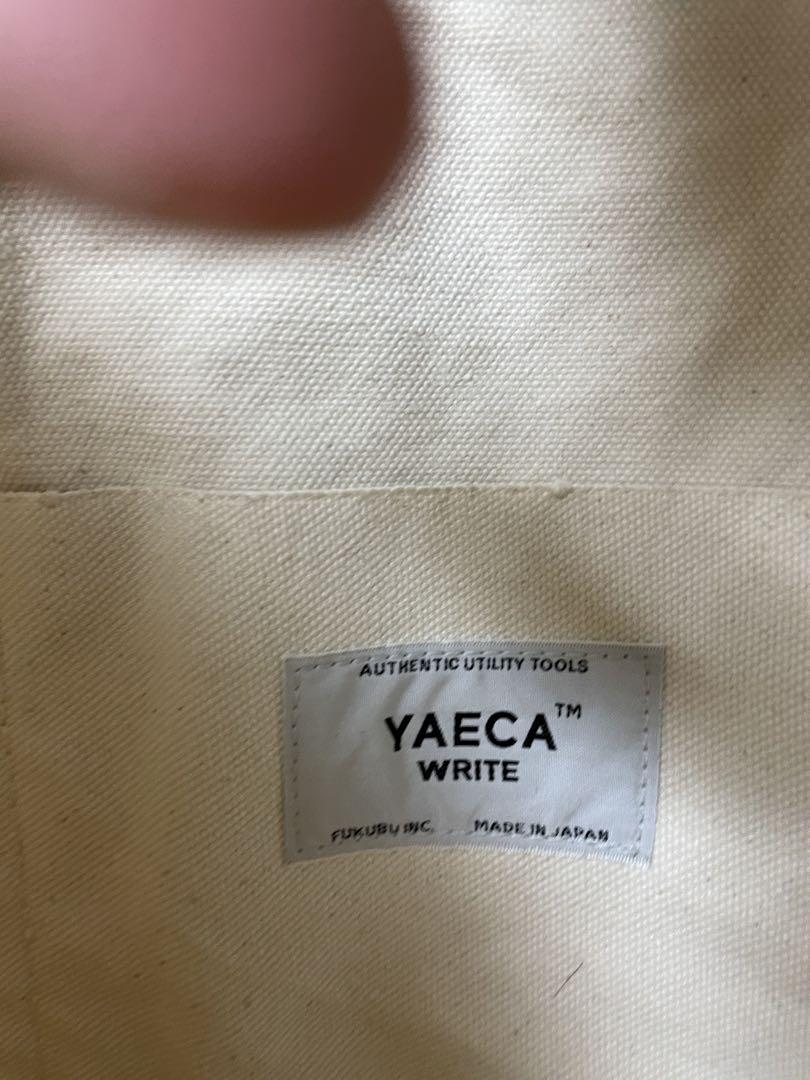 AUTHENTIC UTILITY TOOLS
YAECA™
WRITE
FUKUBU INC. MADE IN JAPAN